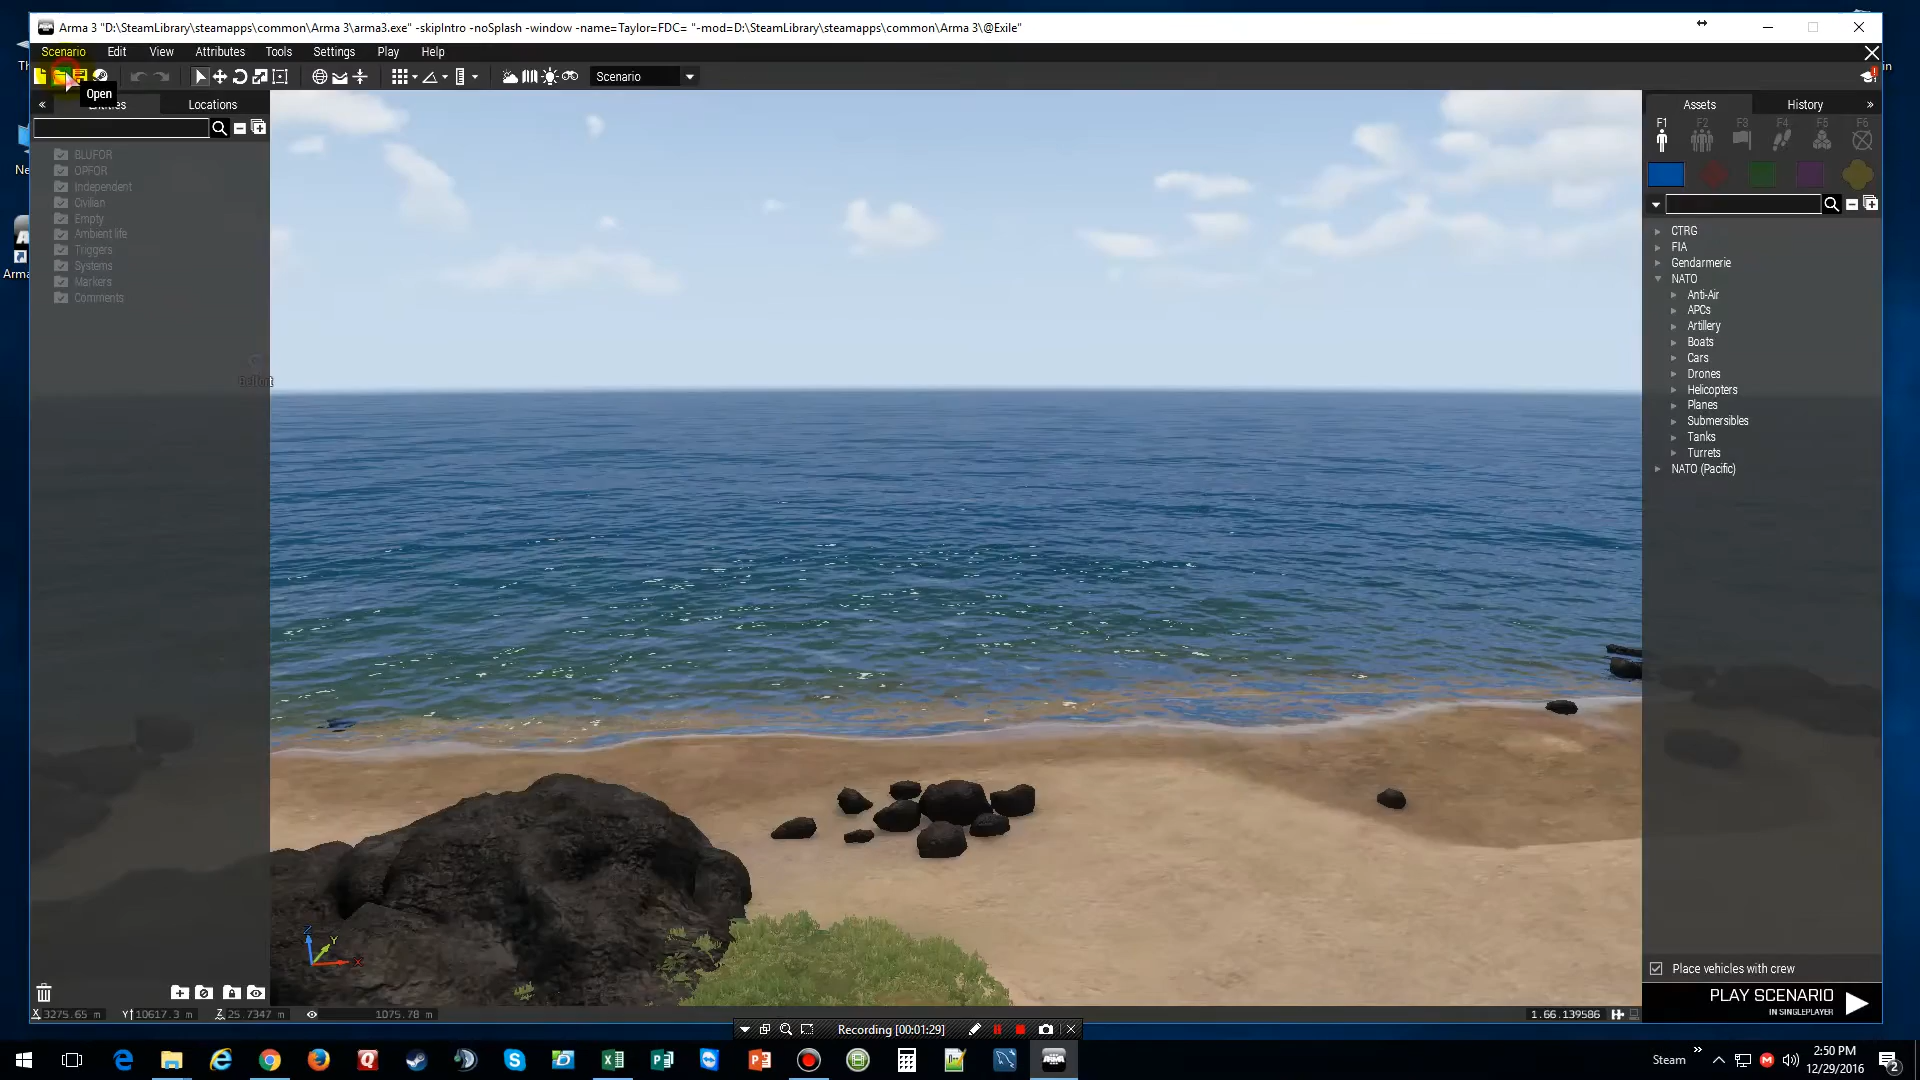 Arma 3 "D:\SteamLibrary\steamapps\common\Arma 3\arma3.exe" -skipIntro -noSplash -window -name=Taylor=FDC= "-mod=D:\SteamLibrary\steamapps\common\Arma 3\@Exile"
Scenario Edit View Attributes Tools Settings Play Help
Scenario
Open
Entities Locations
BLUFOR
OPFOR
Independent
Civilian
Empty
Ambient life
Triggers
Systems
Markers
Comments
Belfort
Assets History
F1 F2 F3 F4 F5 F6
CTRG
FIA
Gendarmerie
NATO
Anti-Air
APCs
Artillery
Boats
Cars
Drones
Helicopters
Planes
Submersibles
Tanks
Turrets
NATO (Pacific)
Place vehicles with crew
PLAY SCENARIO
IN SINGLEPLAYER
Z
Y
X
X 3275.65 m Y 10617.3 m Z 25.7347 m 1075.78 m
1.66.139586
Recording [00:01:29]
Steam
2:50 PM
12/29/2016
2